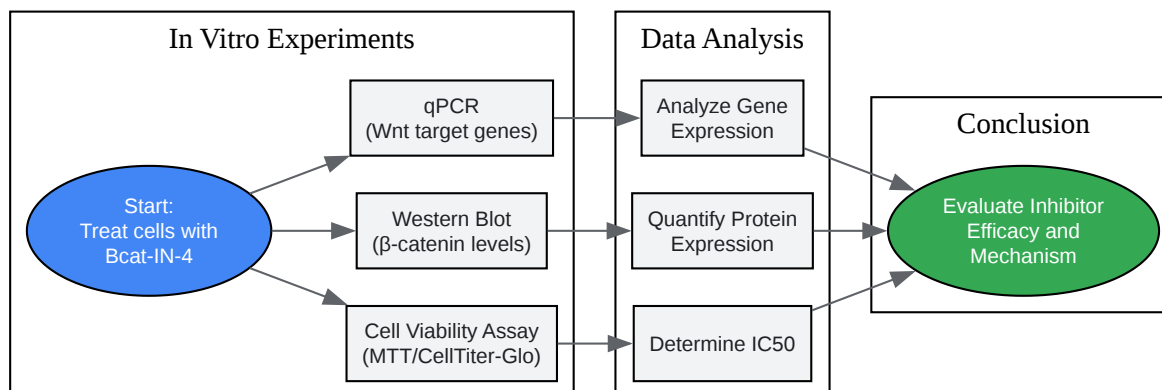 In Vitro Experiments
Data Analysis
Conclusion
Start:
Treat cells with
Bcat-IN-4
qPCR
(Wnt target genes)
Western Blot
(β-catenin levels)
Cell Viability Assay
(MTT/CellTiter-Glo)
Analyze Gene
Expression
Quantify Protein
Expression
Determine IC50
Evaluate Inhibitor
Efficacy and
Mechanism